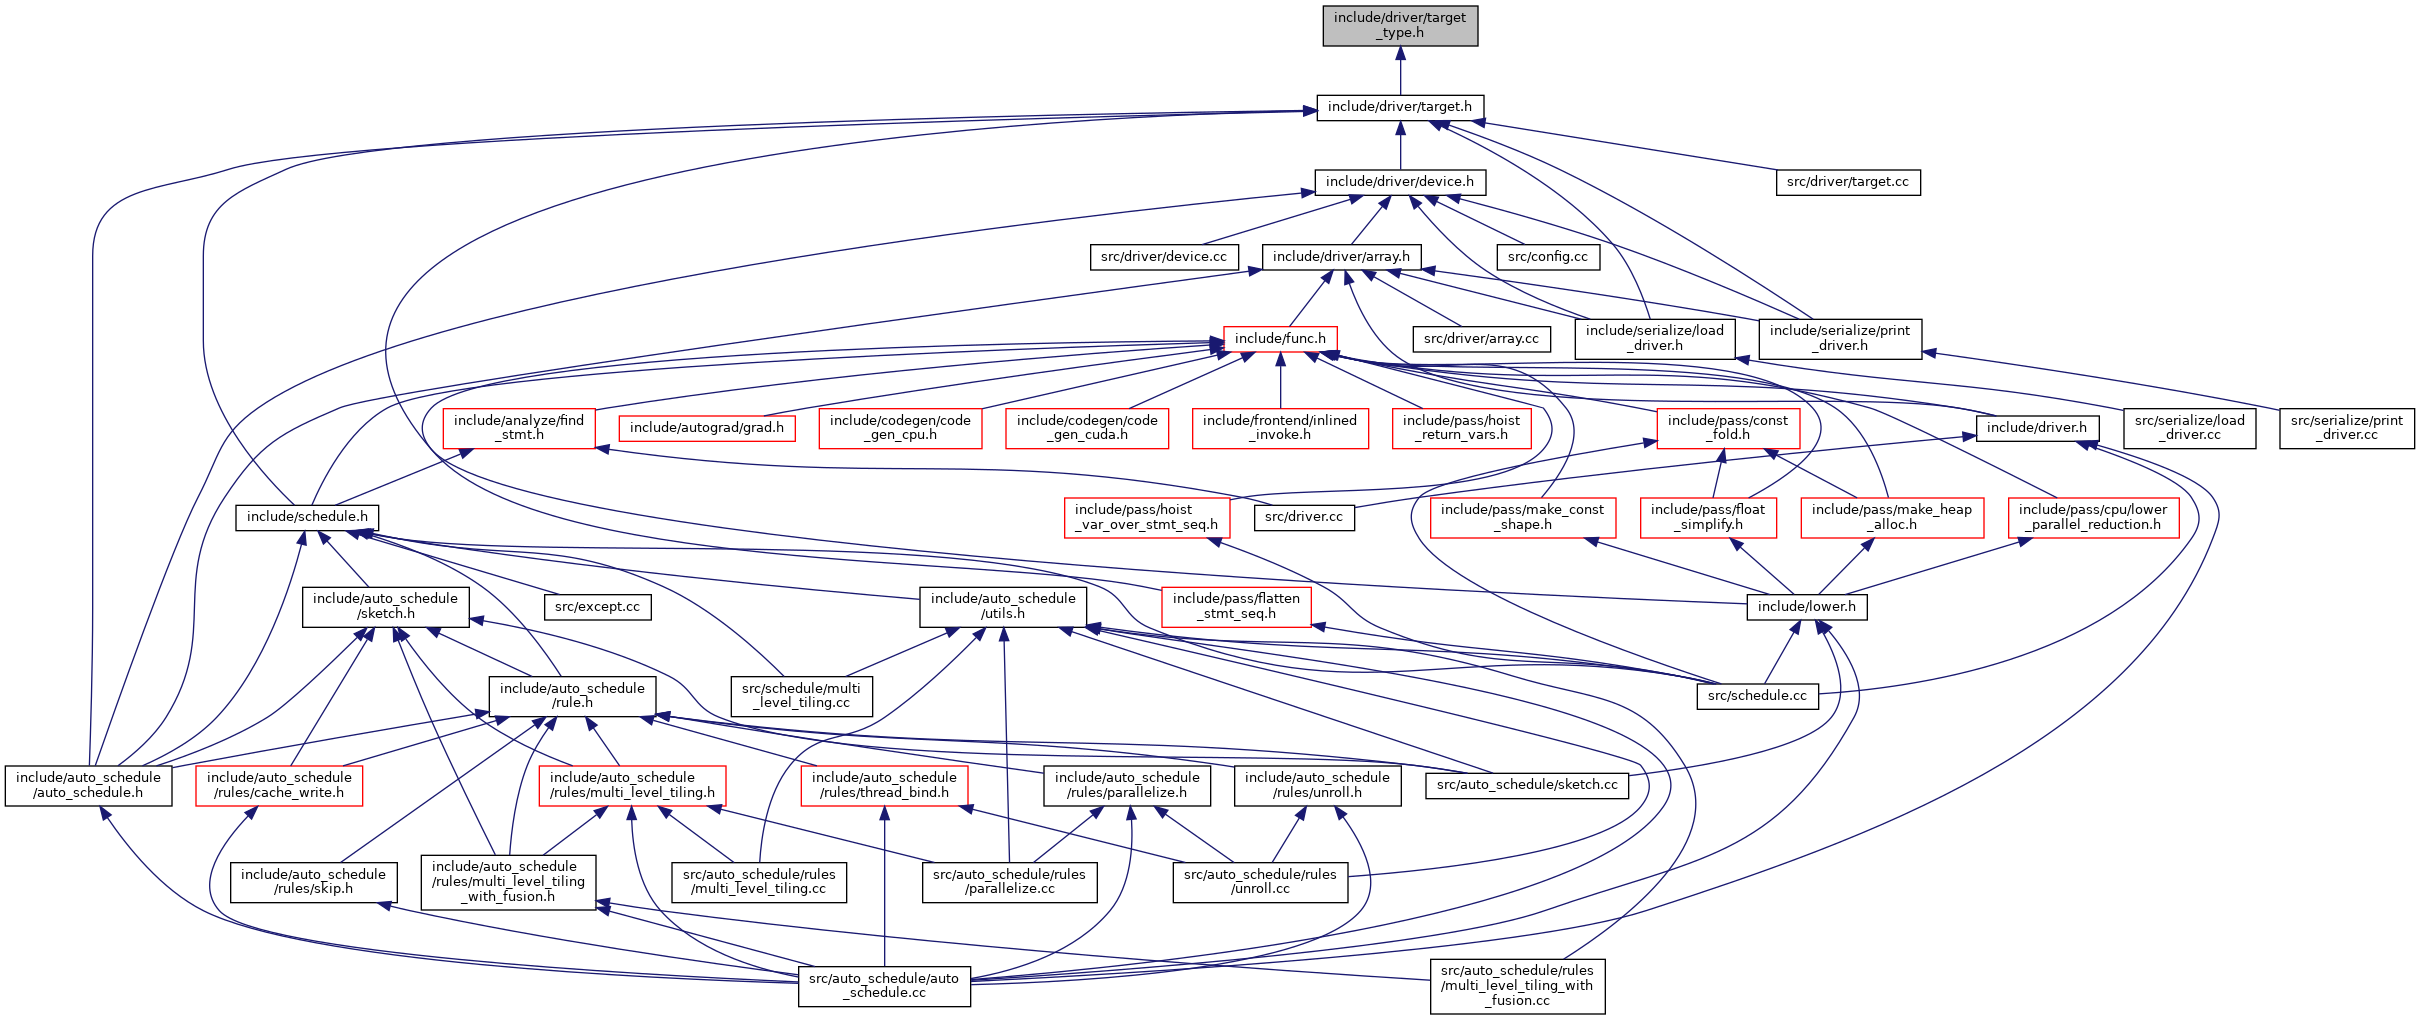 include/driver/target
_type.h
include/driver/target.h
include/driver/device.h
src/driver/target.cc
src/driver/device.cc
include/driver/array.h
src/config.cc
include/func.h
src/driver/array.cc
include/serialize/load
_driver.h
include/serialize/print
_driver.h
include/analyze/find
_stmt.h
include/autograd/grad.h
include/codegen/code
_gen_cpu.h
include/codegen/code
_gen_cuda.h
include/frontend/inlined
_invoke.h
include/pass/hoist
_return_vars.h
include/pass/const
_fold.h
include/driver.h
src/serialize/load
_driver.cc
src/serialize/print
_driver.cc
include/schedule.h
include/pass/hoist
_var_over_stmt_seq.h
src/driver.cc
include/pass/make_const
_shape.h
include/pass/float
_simplify.h
include/pass/make_heap
_alloc.h
include/pass/cpu/lower
_parallel_reduction.h
include/auto_schedule
/sketch.h
src/except.cc
include/auto_schedule
/utils.h
include/pass/flatten
_stmt_seq.h
include/lower.h
include/auto_schedule
/rule.h
src/schedule/multi
_level_tiling.cc
src/schedule.cc
include/auto_schedule
/auto_schedule.h
include/auto_schedule
/rules/cache_write.h
include/auto_schedule
/rules/multi_level_tiling.h
include/auto_schedule
/rules/thread_bind.h
include/auto_schedule
/rules/parallelize.h
include/auto_schedule
/rules/unroll.h
src/auto_schedule/sketch.cc
include/auto_schedule
/rules/skip.h
include/auto_schedule
/rules/multi_level_tiling
_with_fusion.h
src/auto_schedule/rules
/multi_level_tiling.cc
src/auto_schedule/rules
/parallelize.cc
src/auto_schedule/rules
/unroll.cc
src/auto_schedule/auto
_schedule.cc
src/auto_schedule/rules
/multi_level_tiling_with
_fusion.cc